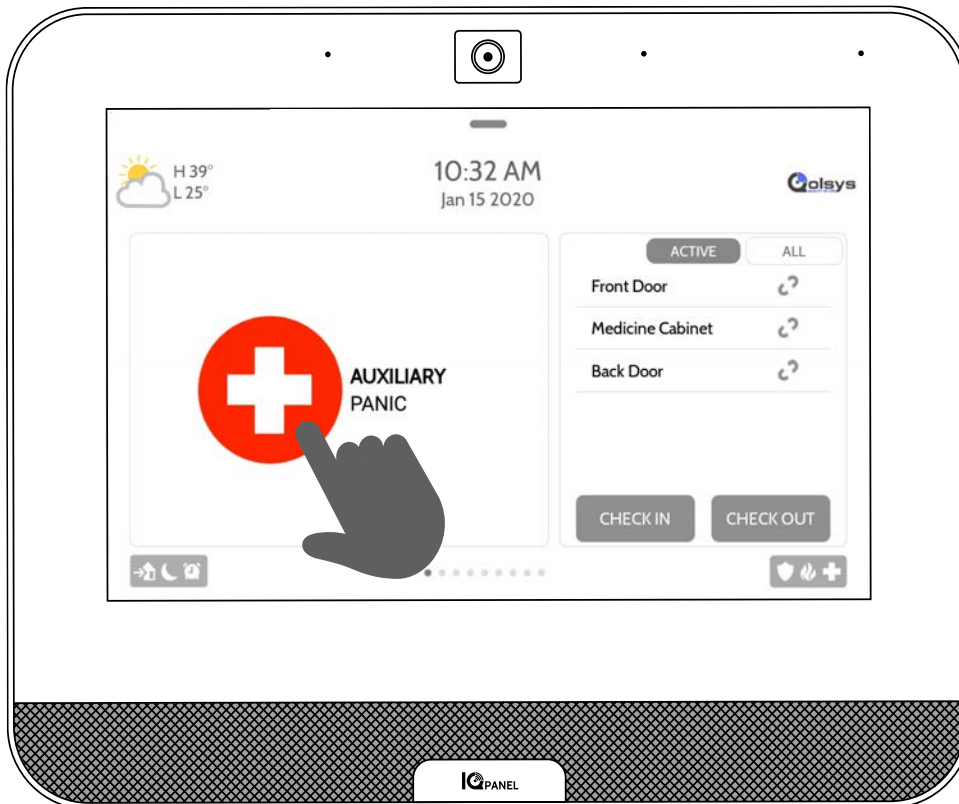 H 39°
L 25°
10:32 AM
Jan 15 2020
Qolsys
AUXILIARY
PANIC
ACTIVE
ALL
Front Door
Medicine Cabinet
Back Door
CHECK IN
CHECK OUT
IQ PANEL